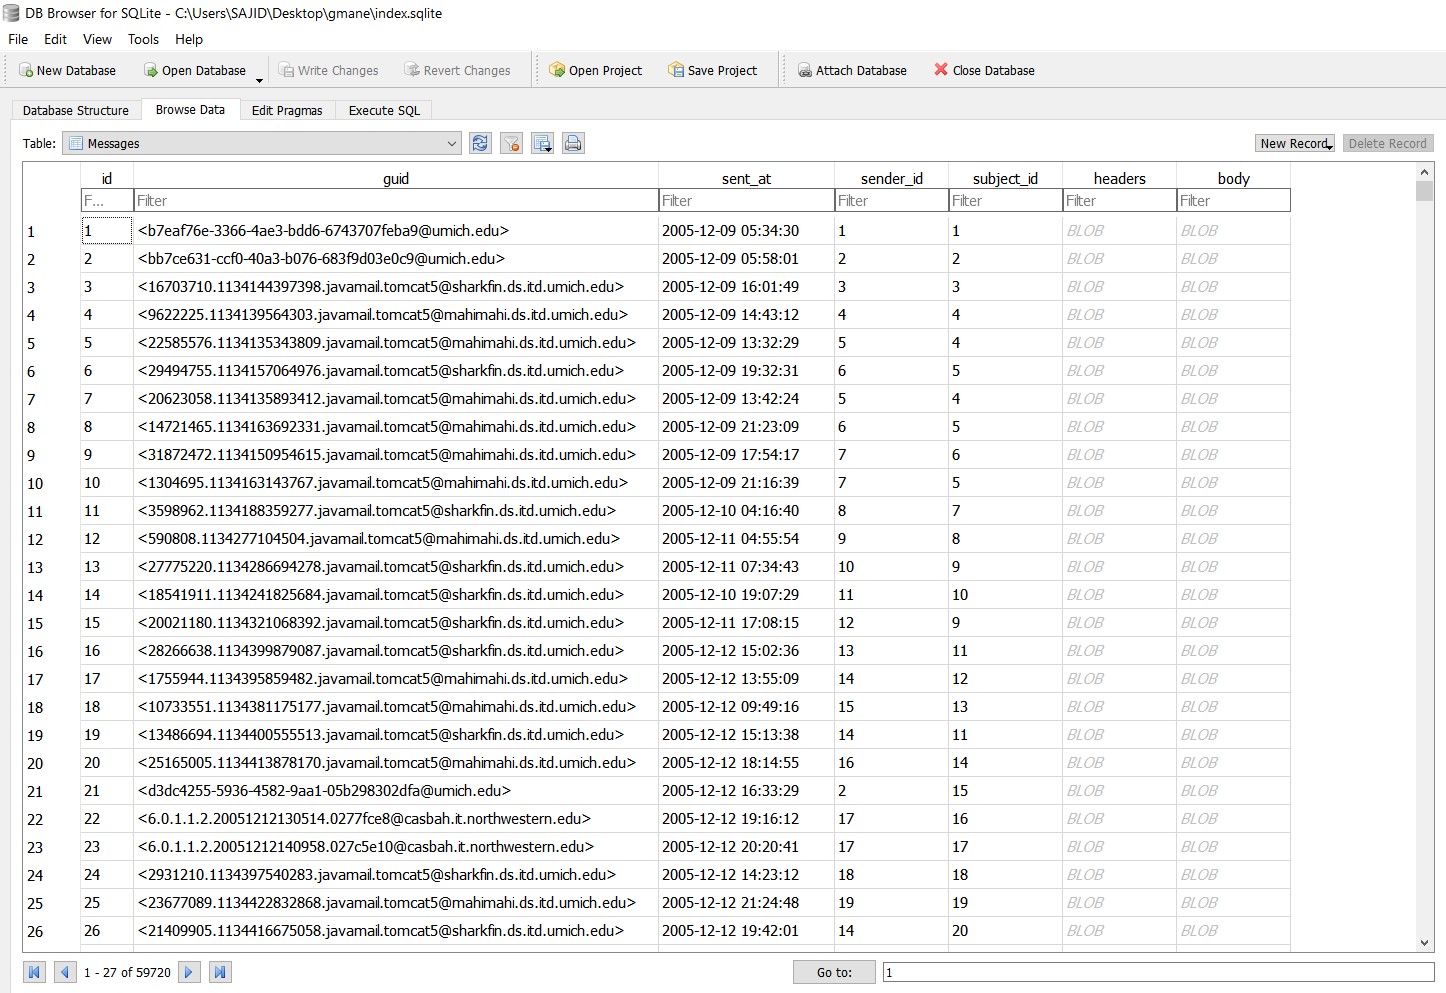 DB Browser for SQLite - C:\Users\SAJID\Desktop\gmane\index.sqlite
File Edit View Tools Help
New Database Open Database Write Changes Revert Changes Open Project Save Project Attach Database Close Database
Database Structure Browse Data Edit Pragmas Execute SQL
Table: Messages New Record Delete Record
id guid sent_at sender_id subject_id headers body
F... Filter Filter Filter Filter Filter Filter
1 1 <b7eaf76e-3366-4ae3-bdd6-6743707feba9@umich.edu> 2005-12-09 05:34:30 1 1 BLOB BLOB
2 2 <bb7ce631-ccf0-40a3-b076-683f9d03e0c9@umich.edu> 2005-12-09 05:58:01 2 2 BLOB BLOB
3 3 <16703710.1134144397398.javamail.tomcat5@sharkfin.ds.itd.umich.edu> 2005-12-09 16:01:49 3 3 BLOB BLOB
4 4 <9622225.1134139564303.javamail.tomcat5@mahimahi.ds.itd.umich.edu> 2005-12-09 14:43:12 4 4 BLOB BLOB
5 5 <22585576.1134135343809.javamail.tomcat5@mahimahi.ds.itd.umich.edu> 2005-12-09 13:32:29 5 4 BLOB BLOB
6 6 <29494755.1134157064976.javamail.tomcat5@sharkfin.ds.itd.umich.edu> 2005-12-09 19:32:31 6 5 BLOB BLOB
7 7 <20623058.1134135893412.javamail.tomcat5@mahimahi.ds.itd.umich.edu> 2005-12-09 13:42:24 5 4 BLOB BLOB
8 8 <14721465.1134163692331.javamail.tomcat5@mahimahi.ds.itd.umich.edu> 2005-12-09 21:23:09 6 5 BLOB BLOB
9 9 <31872472.1134150954615.javamail.tomcat5@mahimahi.ds.itd.umich.edu> 2005-12-09 17:54:17 7 6 BLOB BLOB
10 10 <1304695.1134163143767.javamail.tomcat5@mahimahi.ds.itd.umich.edu> 2005-12-09 21:16:39 7 5 BLOB BLOB
11 11 <3598962.1134188359277.javamail.tomcat5@sharkfin.ds.itd.umich.edu> 2005-12-10 04:16:40 8 7 BLOB BLOB
12 12 <590808.1134277104504.javamail.tomcat5@mahimahi.ds.itd.umich.edu> 2005-12-11 04:55:54 9 8 BLOB BLOB
13 13 <27775220.1134286694278.javamail.tomcat5@sharkfin.ds.itd.umich.edu> 2005-12-11 07:34:43 10 9 BLOB BLOB
14 14 <18541911.1134241825684.javamail.tomcat5@sharkfin.ds.itd.umich.edu> 2005-12-10 19:07:29 11 10 BLOB BLOB
15 15 <20021180.1134321068392.javamail.tomcat5@sharkfin.ds.itd.umich.edu> 2005-12-11 17:08:15 12 9 BLOB BLOB
16 16 <28266638.1134399879087.javamail.tomcat5@sharkfin.ds.itd.umich.edu> 2005-12-12 15:02:36 13 11 BLOB BLOB
17 17 <1755944.1134395859482.javamail.tomcat5@mahimahi.ds.itd.umich.edu> 2005-12-12 13:55:09 14 12 BLOB BLOB
18 18 <10733551.1134381175177.javamail.tomcat5@mahimahi.ds.itd.umich.edu> 2005-12-12 09:49:16 15 13 BLOB BLOB
19 19 <13486694.1134400555513.javamail.tomcat5@sharkfin.ds.itd.umich.edu> 2005-12-12 15:13:38 14 11 BLOB BLOB
20 20 <25165005.1134413878170.javamail.tomcat5@mahimahi.ds.itd.umich.edu> 2005-12-12 18:14:55 16 14 BLOB BLOB
21 21 <d3dc4255-5936-4582-9aa1-05b298302dfa@umich.edu> 2005-12-12 16:33:29 2 15 BLOB BLOB
22 22 <6.0.1.1.2.20051212130514.0277fce8@casbah.it.northwestern.edu> 2005-12-12 19:16:12 17 16 BLOB BLOB
23 23 <6.0.1.1.2.20051212140958.027c5e10@casbah.it.northwestern.edu> 2005-12-12 20:20:41 17 17 BLOB BLOB
24 24 <2931210.1134397540283.javamail.tomcat5@sharkfin.ds.itd.umich.edu> 2005-12-12 14:23:12 18 18 BLOB BLOB
25 25 <23677089.1134422832868.javamail.tomcat5@mahimahi.ds.itd.umich.edu> 2005-12-12 21:24:48 19 19 BLOB BLOB
26 26 <21409905.1134416675058.javamail.tomcat5@sharkfin.ds.itd.umich.edu> 2005-12-12 19:42:01 14 20 BLOB BLOB
1 - 27 of 59720 Go to: 1